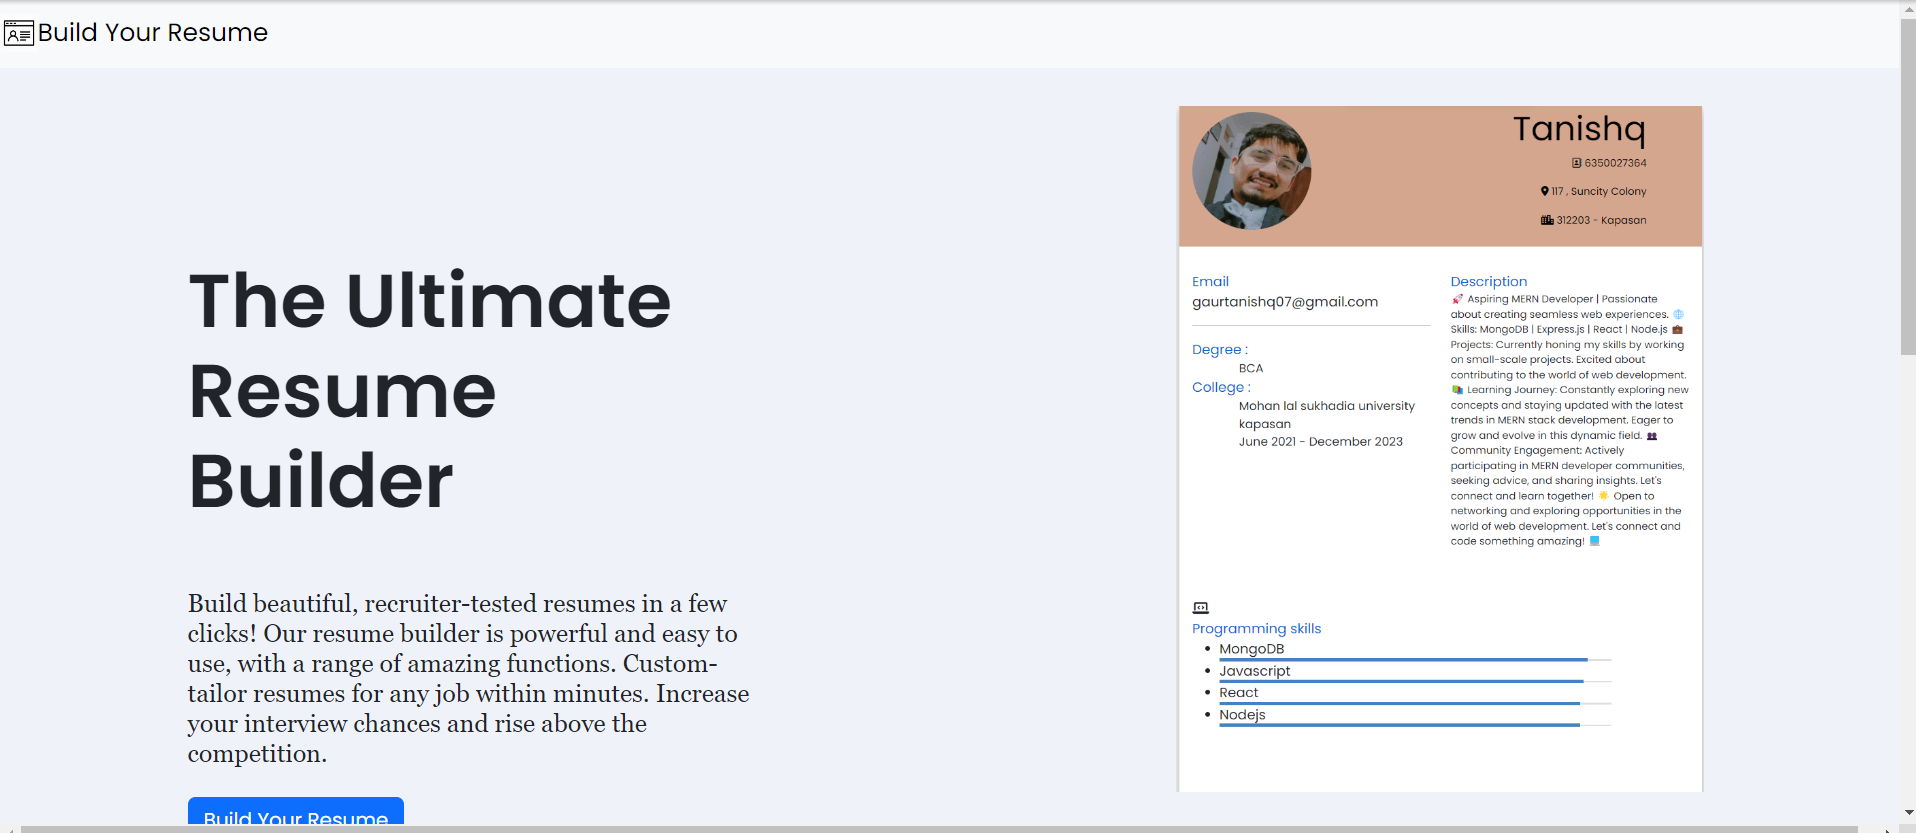 Build Your Resume
The Ultimate
Resume
Builder
Build beautiful, recruiter-tested resumes in a few
clicks! Our resume builder is powerful and easy to
use, with a range of amazing functions. Custom-
tailor resumes for any job within minutes. Increase
your interview chances and rise above the
competition.
Build Your Resume
Tanishq
6350027364
117 , Suncity Colony
312203 - Kapasan
Email
gaurtanishq07@gmail.com
Degree :
BCA
College :
Mohan lal sukhadia university
kapasan
June 2021 - December 2023
Description
🚀 Aspiring MERN Developer | Passionate
about creating seamless web experiences. 🌐
Skills: MongoDB | Express.js | React | Node.js 💼
Projects: Currently honing my skills by working
on small-scale projects. Excited about
contributing to the world of web development.
📚 Learning Journey: Constantly exploring new
concepts and staying updated with the latest
trends in MERN stack development. Eager to
grow and evolve in this dynamic field. 👥
Community Engagement: Actively
participating in MERN developer communities,
seeking advice, and sharing insights. Let's
connect and learn together! 🌟 Open to
networking and exploring opportunities in the
world of web development. Let's connect and
code something amazing! 💻
Programming skills
MongoDB
Javascript
React
Nodejs